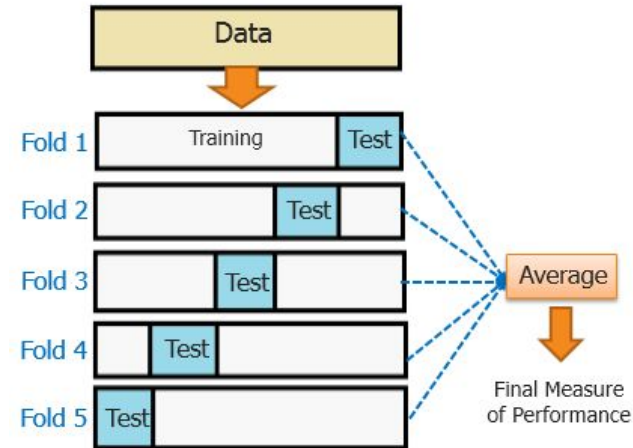 Data
Fold 1
Training
Test
Fold 2
Test
Fold 3
Test
Average
Fold 4
Test
Fold 5
Test
Final Measure
of Performance